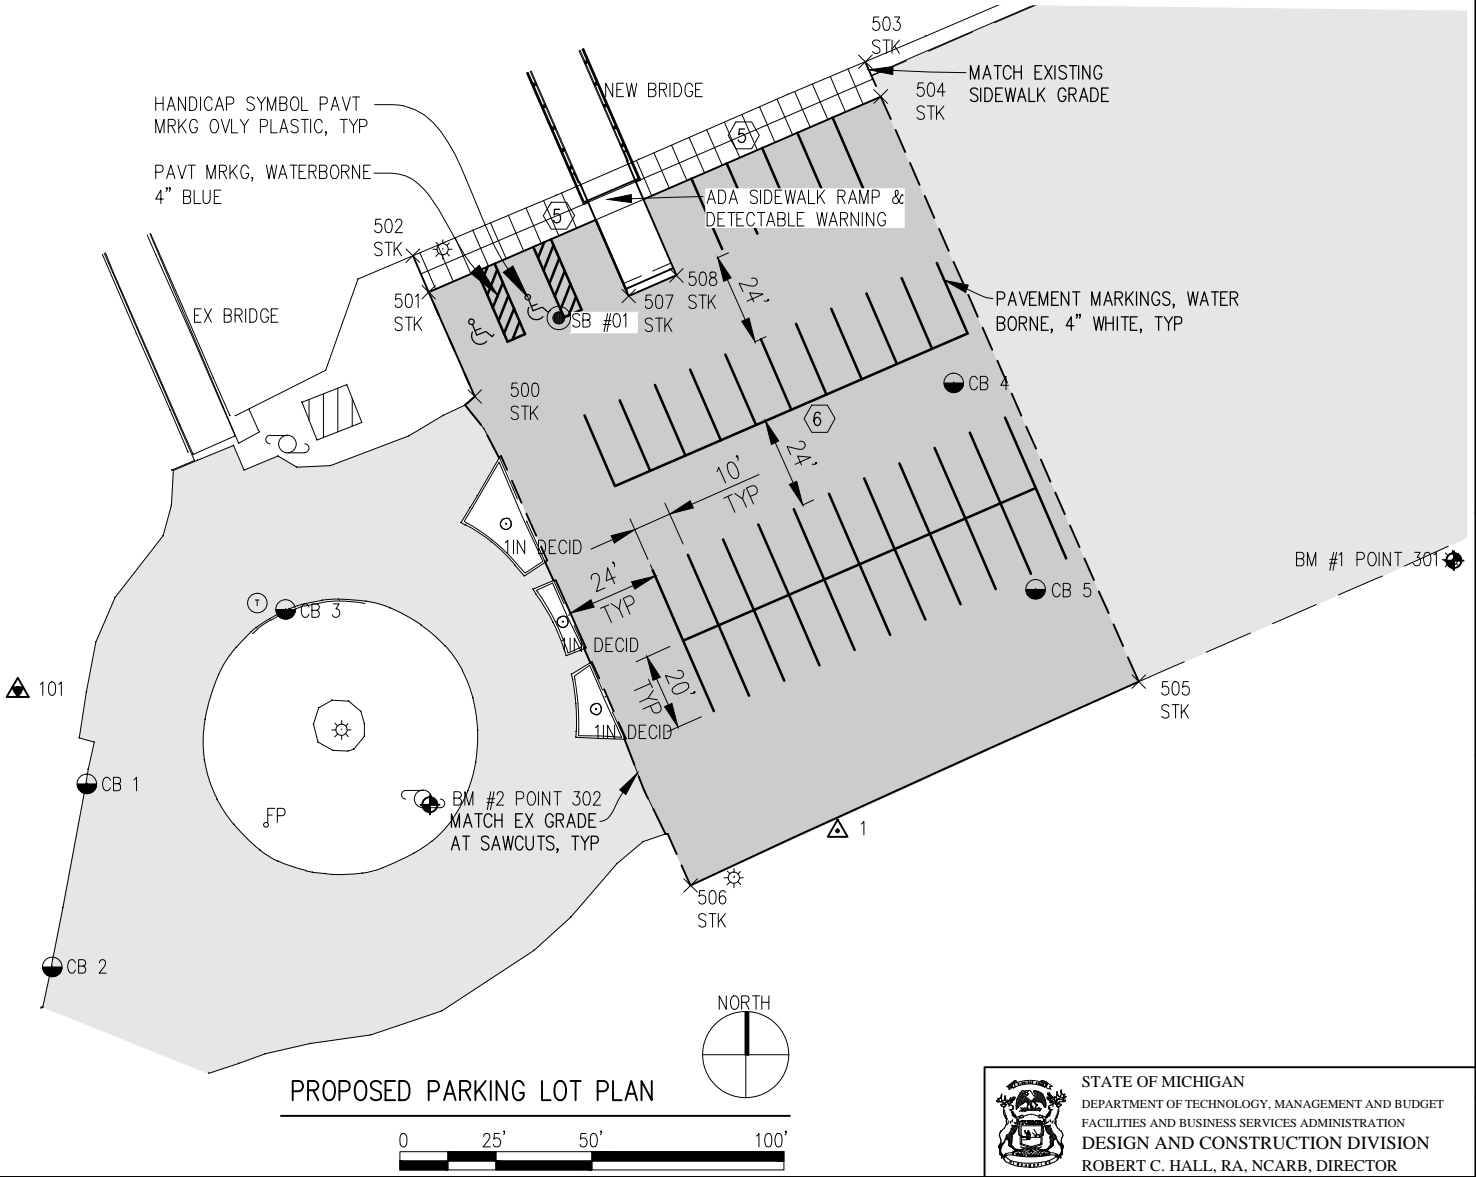 503
STK
MATCH EXISTING
SIDEWALK GRADE
504
STK
NEW BRIDGE
HANDICAP SYMBOL PAVT
MRKG OVLY PLASTIC, TYP
5
PAVT MRKG, WATERBORNE
4" BLUE
ADA SIDEWALK RAMP &
DETECTABLE WARNING
5
502
STK
501
STK
EX BRIDGE
508
STK
507
STK
SB #01
24'
PAVEMENT MARKINGS, WATER
BORNE, 4" WHITE, TYP
500
STK
CB 4
6
24'
10'
TYP
1IN DECID
24'
TYP
BM #1 POINT 301
CB 5
T
CB 3
1IN DECID
20'
TYP
101
505
STK
1IN DECID
CB 1
BM #2 POINT 302
MATCH EX GRADE
AT SAWCUTS, TYP
FP
1
506
STK
CB 2
NORTH
PROPOSED PARKING LOT PLAN
0 25' 50' 100'
STATE OF MICHIGAN
DEPARTMENT OF TECHNOLOGY, MANAGEMENT AND BUDGET
FACILITIES AND BUSINESS SERVICES ADMINISTRATION
DESIGN AND CONSTRUCTION DIVISION
ROBERT C. HALL, RA, NCARB, DIRECTOR